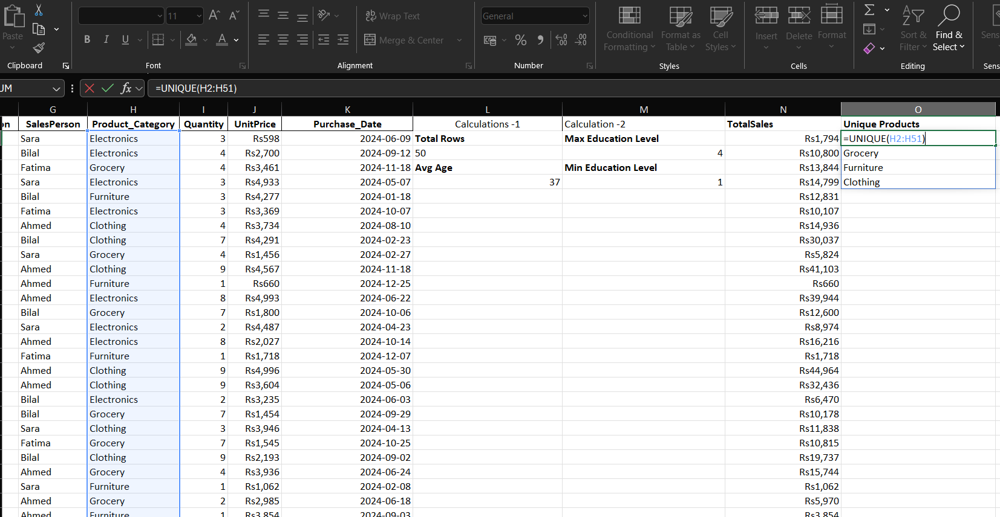 11 A^ A˅ ab Wrap Text General
Paste B I U A Merge & Center % 9 .00 .00 Conditional Formatting Format as Table Cell Styles Insert Delete Format Σ Sort & Filter Find & Select Sens
Clipboard Font Alignment Number Styles Cells Editing Sens
UM fx =UNIQUE(H2:H51)
G H I J K L M N O
on SalesPerson Product_Category Quantity UnitPrice Purchase_Date Calculations -1 Calculation -2 TotalSales Unique Products
Sara Electronics 3 Rs598 2024-06-09 Total Rows Max Education Level Rs1,794 =UNIQUE(H2:H51)
Bilal Electronics 4 Rs2,700 2024-09-12 50 4 Rs10,800 Grocery
Fatima Grocery 4 Rs3,461 2024-11-18 Avg Age Min Education Level Rs13,844 Furniture
Sara Electronics 3 Rs4,933 2024-05-07 37 1 Rs14,799 Clothing
Bilal Furniture 3 Rs4,277 2024-01-18 Rs12,831
Fatima Electronics 3 Rs3,369 2024-10-07 Rs10,107
Ahmed Clothing 4 Rs3,734 2024-08-10 Rs14,936
Bilal Clothing 7 Rs4,291 2024-02-23 Rs30,037
Sara Grocery 4 Rs1,456 2024-02-27 Rs5,824
Ahmed Clothing 9 Rs4,567 2024-11-18 Rs41,103
Ahmed Furniture 1 Rs660 2024-12-25 Rs660
Ahmed Electronics 8 Rs4,993 2024-06-22 Rs39,944
Bilal Grocery 7 Rs1,800 2024-10-06 Rs12,600
Sara Electronics 2 Rs4,487 2024-04-23 Rs8,974
Ahmed Electronics 8 Rs2,027 2024-10-14 Rs16,216
Fatima Furniture 1 Rs1,718 2024-12-07 Rs1,718
Ahmed Clothing 9 Rs4,996 2024-05-30 Rs44,964
Ahmed Clothing 9 Rs3,604 2024-05-06 Rs32,436
Bilal Electronics 2 Rs3,235 2024-06-03 Rs6,470
Bilal Grocery 7 Rs1,454 2024-09-29 Rs10,178
Sara Clothing 3 Rs3,946 2024-04-13 Rs11,838
Fatima Grocery 7 Rs1,545 2024-10-25 Rs10,815
Bilal Clothing 9 Rs2,193 2024-09-02 Rs19,737
Ahmed Grocery 4 Rs3,936 2024-06-24 Rs15,744
Sara Furniture 1 Rs1,062 2024-02-08 Rs1,062
Ahmed Grocery 2 Rs2,985 2024-06-18 Rs5,970
Ahmed Furniture 1 Rs3,854 2024-09-03 Rs3,854